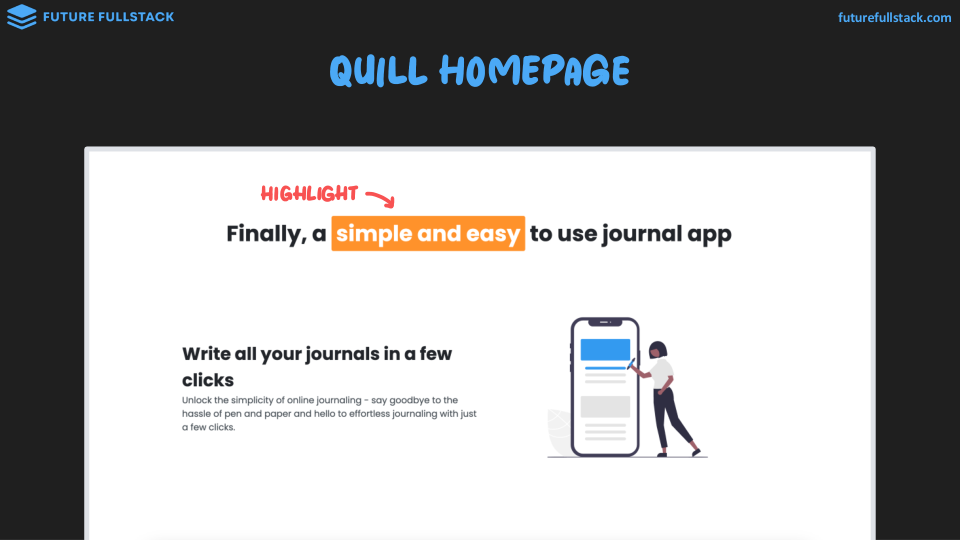 FUTURE FULLSTACK
futurefullstack.com
QUILL HOMEPAGE
HIGHLIGHT
Finally, a simple and easy to use journal app
Write all your journals in a few
clicks
Unlock the simplicity of online journaling - say goodbye to the
hassle of pen and paper and hello to effortless journaling with just
a few clicks.